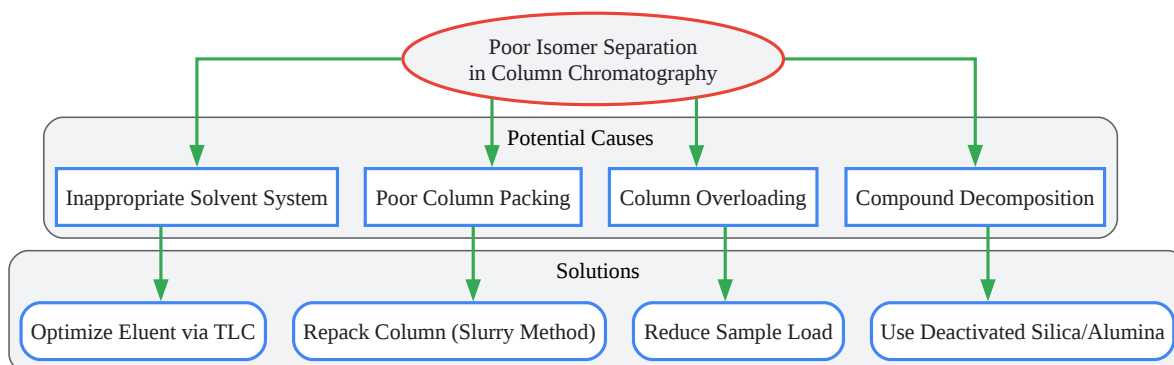 Poor Isomer Separation
in Column Chromatography
Potential Causes
Inappropriate Solvent System
Poor Column Packing
Column Overloading
Compound Decomposition
Solutions
Optimize Eluent via TLC
Repack Column (Slurry Method)
Reduce Sample Load
Use Deactivated Silica/Alumina